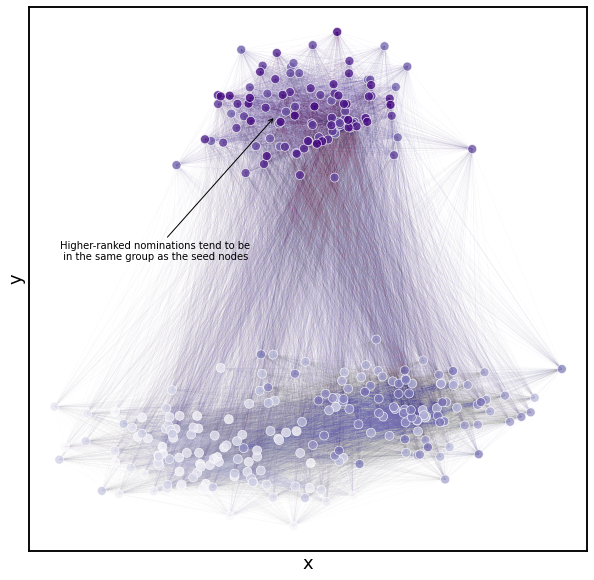 Higher-ranked nominations tend to be
in the same group as the seed nodes
y
x